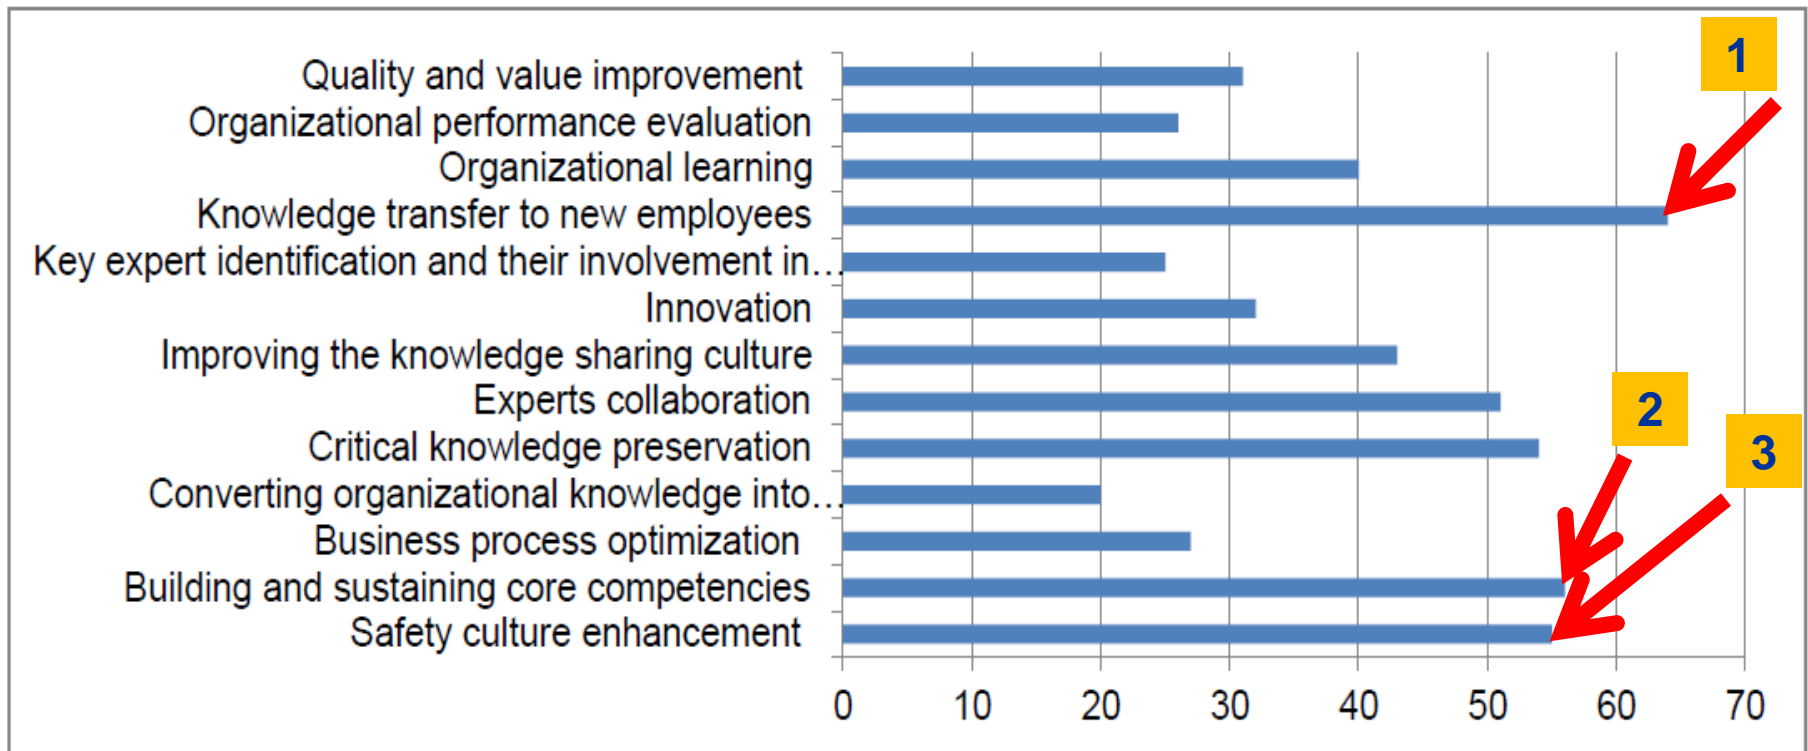 1
Quality and value improvement
Organizational performance evaluation
Organizational learning
Knowledge transfer to new employees
Key expert identification and their involvement in…
Innovation
Improving the knowledge sharing culture
Experts collaboration
2
Critical knowledge preservation
3
Converting organizational knowledge into…
Business process optimization
Building and sustaining core competencies
Safety culture enhancement
0 10 20 30 40 50 60 70